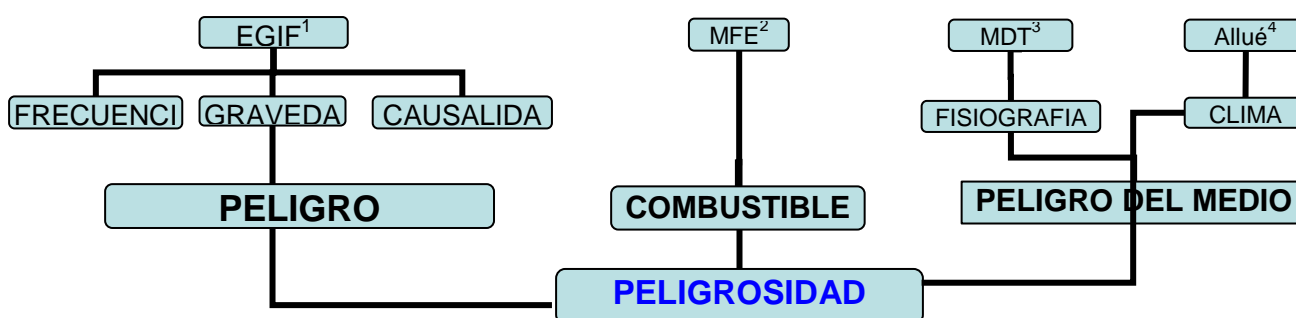 EGIF¹
MFE²
MDT³
Allué⁴
FRECUENCI
GRAVEDA
CAUSALIDA
FISIOGRAFIA
CLIMA
PELIGRO
COMBUSTIBLE
PELIGRO DEL MEDIO
PELIGROSIDAD